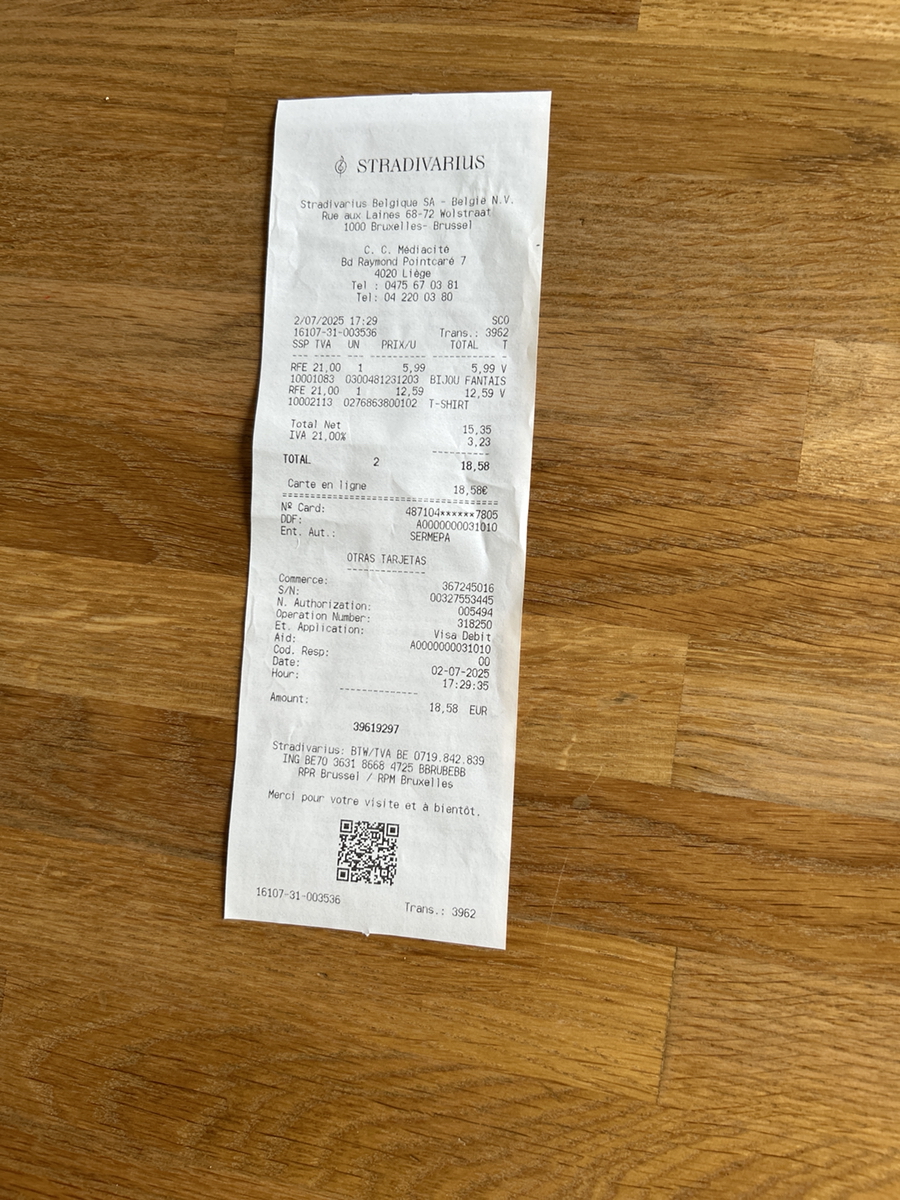 STRADIVARIUS
Stradivarius Belgique SA - België N.V.
Rue aux Laines 68-72 Wolstraat
1000 Bruxelles- Brussel
C. C. Médiacité
Bd Raymond Pointcaré 7
4020 Liège
Tel : 0475 67 03 81
Tel: 04 220 03 80
2/07/2025 17:29 SCO
16107-31-003536 Trans.: 3962
SSP TVA UN PRIX/U TOTAL T
--- ---- --- ------- ----------- -
RFE 21,00 1 5,99 5,99 V
10001083 0300481231203 BIJOU FANTAIS
RFE 21,00 1 12,59 12,59 V
10002113 0276863800102 T-SHIRT
Total Net 15,35
IVA 21,00% 3,23
----------
TOTAL 2 18,58
Carte en ligne 18,58€
======================================
Nº Card: 487104******7805
DDF: A0000000031010
Ent. Aut.: SERMEPA
OTRAS TARJETAS
-------------
Commerce: 367245016
S/N: 00327553445
N. Authorization: 005494
Operation Number: 318250
Et. Application: Visa Debit
Aid: A0000000031010
Cod. Resp: 00
Date: 02-07-2025
Hour: 17:29:35
-------------
Amount: 18,58 EUR
39619297
Stradivarius: BTW/TVA BE 0719.842.839
ING BE70 3631 8668 4725 BBRUBEBB
RPR Brussel / RPM Bruxelles
Merci pour votre visite et à bientôt.
16107-31-003536 Trans.: 3962